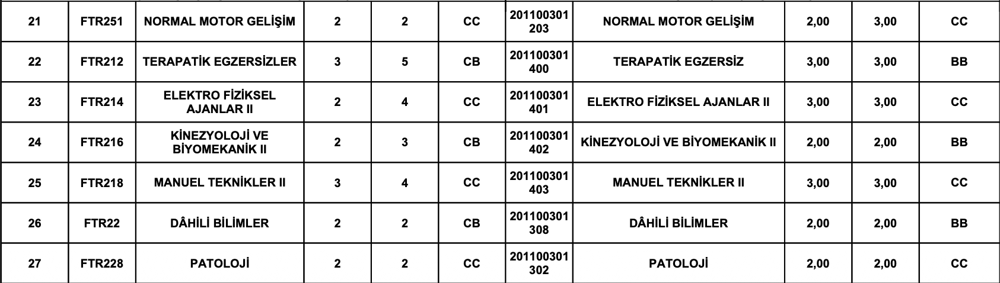 21 FTR251 NORMAL MOTOR GELİŞİM 2 2 CC 201100301 203 NORMAL MOTOR GELİŞİM 2,00 3,00 CC
22 FTR212 TERAPATİK EGZERSİZLER 3 5 CB 201100301 400 TERAPATİK EGZERSİZ 3,00 3,00 BB
23 FTR214 ELEKTRO FİZİKSEL AJANLAR II 2 4 CC 201100301 401 ELEKTRO FİZİKSEL AJANLAR II 3,00 3,00 CC
24 FTR216 KİNEZYOLOJİ VE BİYOMEKANİK II 2 3 CB 201100301 402 KİNEZYOLOJİ VE BİYOMEKANİK II 2,00 2,00 BB
25 FTR218 MANUEL TEKNİKLER II 3 4 CC 201100301 403 MANUEL TEKNİKLER II 3,00 3,00 CC
26 FTR22 DÂHİLİ BİLİMLER 2 2 CB 201100301 308 DÂHİLİ BİLİMLER 2,00 2,00 BB
27 FTR228 PATOLOJİ 2 2 CC 201100301 302 PATOLOJİ 2,00 2,00 CC